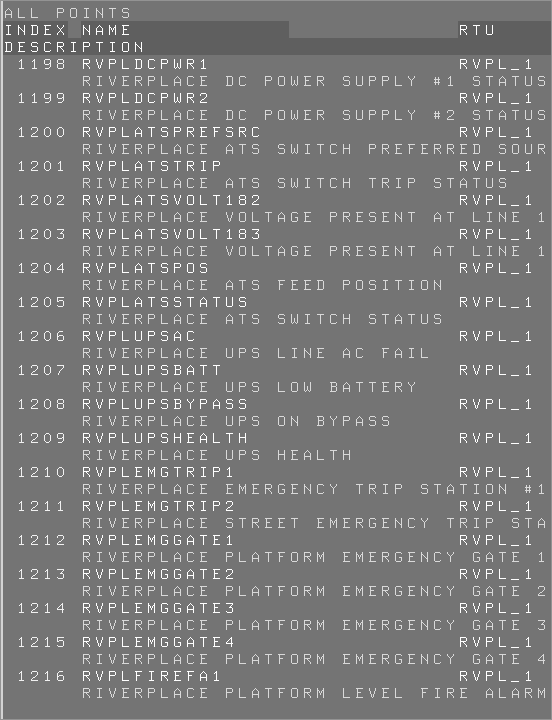 ALL POINTS
INDEX NAME RTU
DESCRIPTION
1198 RVPLDCPWR1 RVPL_1
RIVERPLACE DC POWER SUPPLY #1 STATUS
1199 RVPLDCPWR2 RVPL_1
RIVERPLACE DC POWER SUPPLY #2 STATUS
1200 RVPLATSPREFSRC RVPL_1
RIVERPLACE ATS SWITCH PREFERRED SOUR
1201 RVPLATSTRIP RVPL_1
RIVERPLACE ATS SWITCH TRIP STATUS
1202 RVPLATSVOLT182 RVPL_1
RIVERPLACE VOLTAGE PRESENT AT LINE 1
1203 RVPLATSVOLT183 RVPL_1
RIVERPLACE VOLTAGE PRESENT AT LINE 1
1204 RVPLATSPOS RVPL_1
RIVERPLACE ATS FEED POSITION
1205 RVPLATSSTATUS RVPL_1
RIVERPLACE ATS SWITCH STATUS
1206 RVPLUPSAC RVPL_1
RIVERPLACE UPS LINE AC FAIL
1207 RVPLUPSBATT RVPL_1
RIVERPLACE UPS LOW BATTERY
1208 RVPLUPSBYPASS RVPL_1
RIVERPLACE UPS ON BYPASS
1209 RVPLUPSHEALTH RVPL_1
RIVERPLACE UPS HEALTH
1210 RVPLEMGTRIP1 RVPL_1
RIVERPLACE EMERGENCY TRIP STATION #1
1211 RVPLEMGTRIP2 RVPL_1
RIVERPLACE STREET EMERGENCY TRIP STA
1212 RVPLEMGGATE1 RVPL_1
RIVERPLACE PLATFORM EMERGENCY GATE 1
1213 RVPLEMGGATE2 RVPL_1
RIVERPLACE PLATFORM EMERGENCY GATE 2
1214 RVPLEMGGATE3 RVPL_1
RIVERPLACE PLATFORM EMERGENCY GATE 3
1215 RVPLEMGGATE4 RVPL_1
RIVERPLACE PLATFORM EMERGENCY GATE 4
1216 RVPLFIREFA1 RVPL_1
RIVERPLACE PLATFORM LEVEL FIRE ALARM